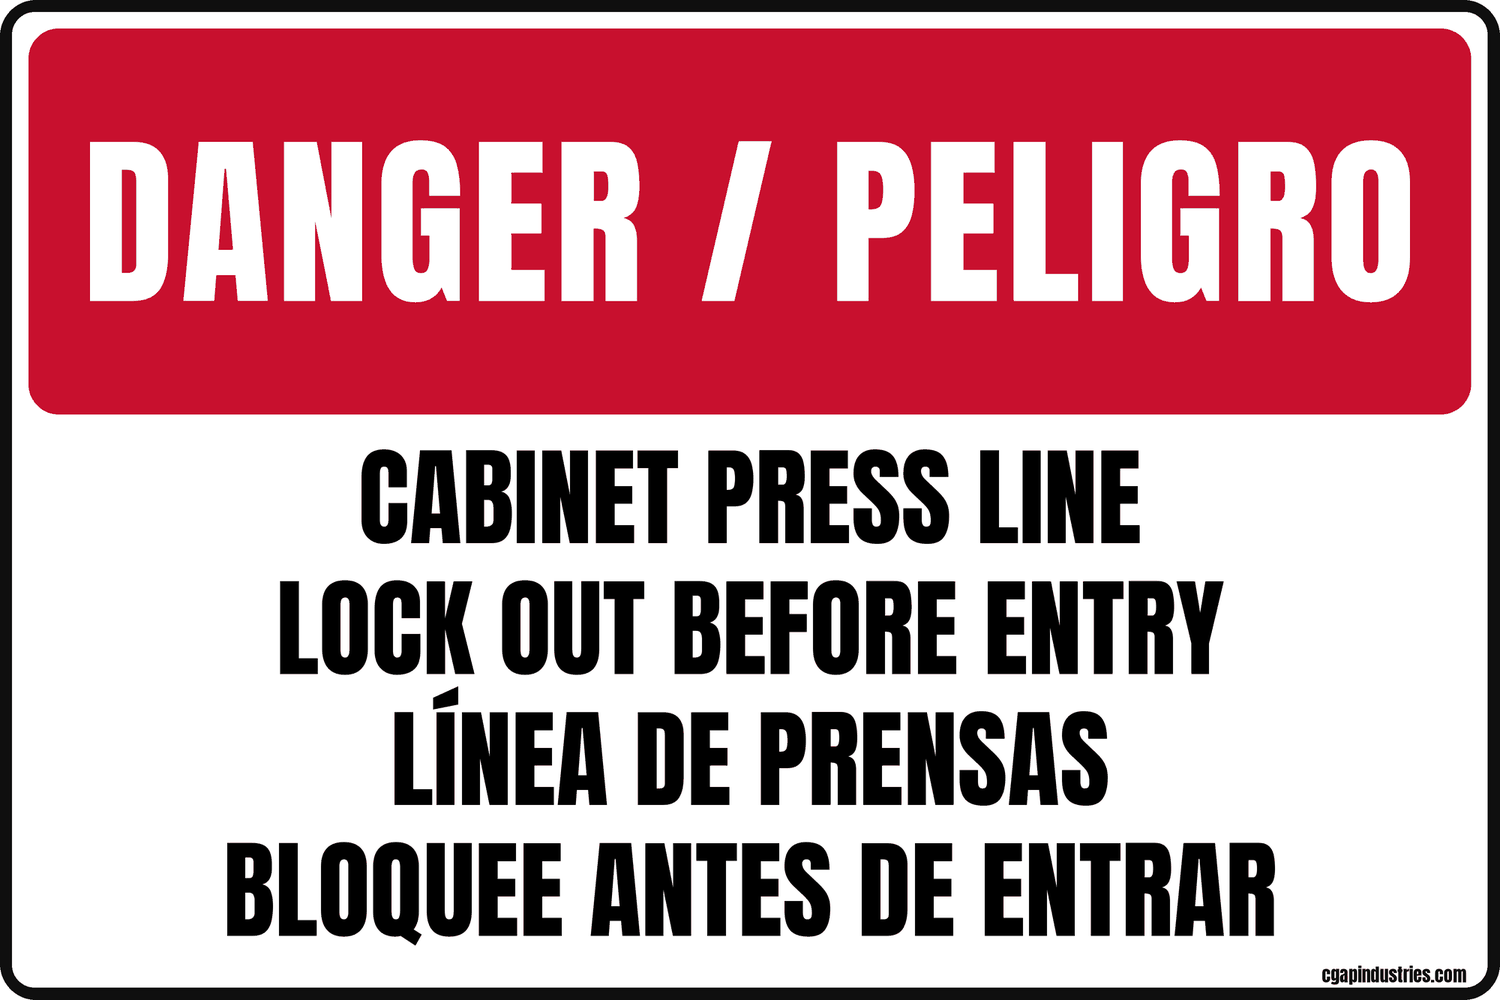 DANGER / PELIGRO
CABINET PRESS LINE
LOCK OUT BEFORE ENTRY
LÍNEA DE PRENSAS
BLOQUEE ANTES DE ENTRAR
cgapindustries.com